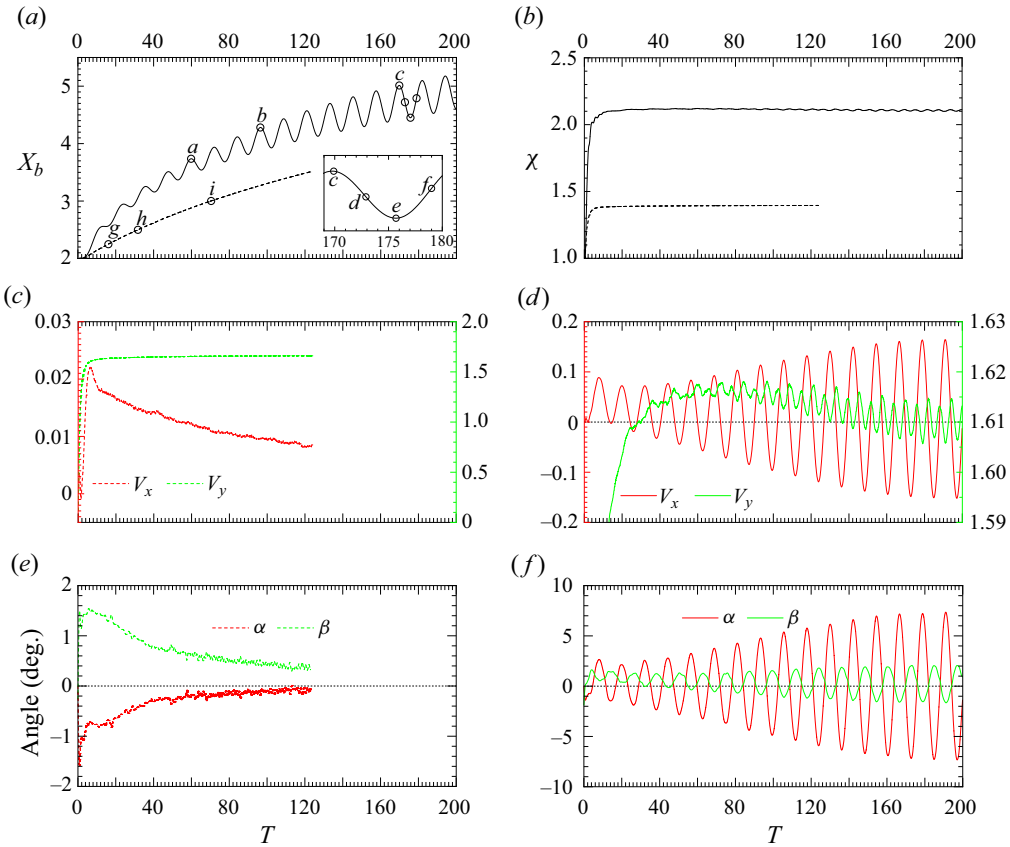 (a)
0 40 80 120 160 200
5
4
3
2
X_b
a
b
c
g
h
i
c
d
e
f
170 175 180
(b)
0 40 80 120 160 200
2.5
2.0
1.5
1.0
χ
(c)
0.03
0.02
0.01
0
2.0
1.5
1.0
0.5
0
V_x V_y
(d)
0.2
0.1
0
−0.1
−0.2
1.63
1.62
1.61
1.60
1.59
V_x V_y
(e)
2
1
0
−1
−2
Angle (deg.)
α β
0 40 80 120 160 200
T
(f)
10
5
0
−5
−10
α β
0 40 80 120 160 200
T